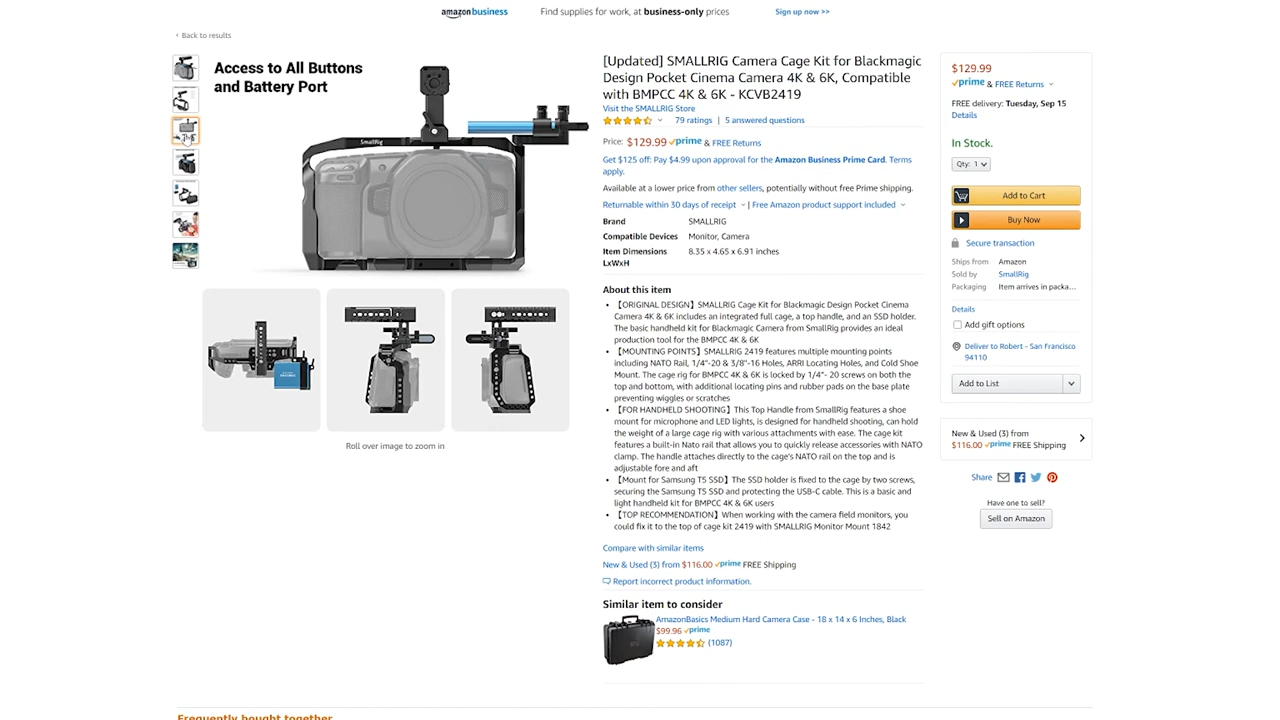 amazon business Find supplies for work, at business-only prices Sign up now >>
‹ Back to results
Access to All Buttons
and Battery Port
SmallRig
Roll over image to zoom in
[Updated] SMALLRIG Camera Cage Kit for Blackmagic
Design Pocket Cinema Camera 4K & 6K, Compatible
with BMPCC 4K & 6K - KCVB2419
Visit the SMALLRIG Store
79 ratings | 5 answered questions
Price: $129.99 prime & FREE Returns
Get $125 off: Pay $4.99 upon approval for the Amazon Business Prime Card. Terms
apply.
Available at a lower price from other sellers, potentially without free Prime shipping.
Returnable within 30 days of receipt | Free Amazon product support included
Brand SMALLRIG
Compatible Devices Monitor, Camera
Item Dimensions 8.35 x 4.65 x 6.91 inches
LxWxH
About this item
• 【ORIGINAL DESIGN】SMALLRIG Cage Kit for Blackmagic Design Pocket Cinema
Camera 4K & 6K includes an integrated full cage, a top handle, and an SSD holder.
The basic handheld kit for Blackmagic Camera from SmallRig provides an ideal
production tool for the BMPCC 4K & 6K
• 【MOUNTING POINTS】SMALLRIG 2419 features multiple mounting points
including NATO Rail, 1/4"-20 & 3/8"-16 Holes, ARRI Locating Holes, and Cold Shoe
Mount. The cage rig for BMPCC 4K & 6K is locked by 1/4"- 20 screws on both the
top and bottom, with additional locating pins and rubber pads on the base plate
preventing wiggles or scratches
• 【FOR HANDHELD SHOOTING】This Top Handle from SmallRig features a shoe
mount for microphone and LED lights, is designed for handheld shooting, can hold
the weight of a large cage rig with various attachments with ease. The cage kit
features a built-in Nato rail that allows you to quickly release accessories with NATO
clamp. The handle attaches directly to the cage's NATO rail on the top and is
adjustable fore and aft
• 【Mount for Samsung T5 SSD】The SSD holder is fixed to the cage by two screws,
securing the Samsung T5 SSD and protecting the USB-C cable. This is a basic and
light handheld kit for BMPCC 4K & 6K users
• 【TOP RECOMMENDATION】When working with the camera field monitors, you
could fix it to the top of cage kit 2419 with SMALLRIG Monitor Mount 1842
Compare with similar items
New & Used (3) from $116.00 prime FREE Shipping
Report incorrect product information.
Similar item to consider
AmazonBasics Medium Hard Camera Case - 18 x 14 x 6 Inches, Black
$99.96 prime
(1087)
$129.99
prime & FREE Returns
FREE delivery: Tuesday, Sep 15
Details
In Stock.
Qty: 1
Add to Cart
Buy Now
Secure transaction
Ships from Amazon
Sold by SmallRig
Packaging Item arrives in packa...
Details
Add gift options
Deliver to Robert - San Francisco
94110
Add to List
New & Used (3) from
$116.00 prime FREE Shipping
Share
Have one to sell?
Sell on Amazon
Frequently bought together